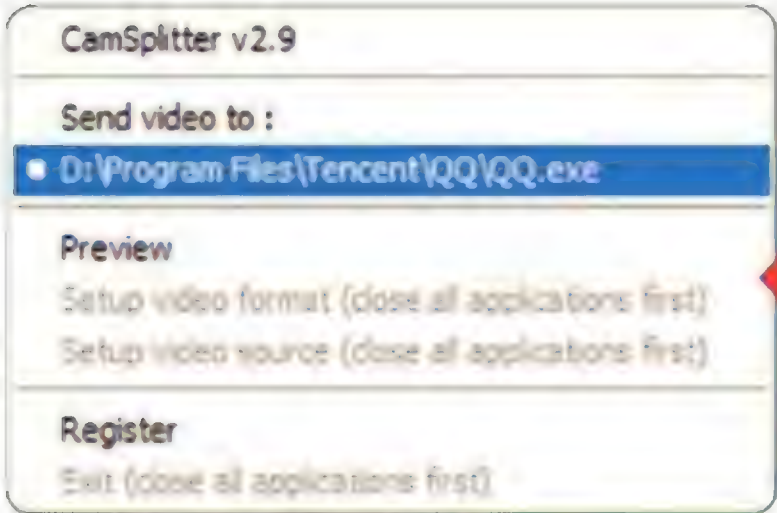 CamSplitter v2.9
Send video to :
D:\Program Files\Tencent\QQ\QQ.exe
Preview
Setup video format (close all applications first)
Setup video source (close all applications first)
Register
Exit (close all applications first)